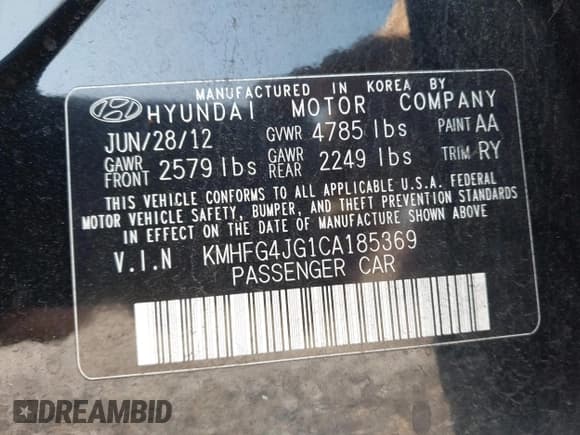 MANUFACTURED IN KOREA BY
HYUNDAI MOTOR COMPANY
JUN/28/12 GVWR 4785 lbs PAINT AA
GAWR FRONT 2579 lbs GAWR REAR 2249 lbs TRIM RY
THIS VEHICLE CONFORMS TO ALL APPLICABLE U.S.A. FEDERAL
MOTOR VEHICLE SAFETY, BUMPER, AND THEFT PREVENTION STANDARDS
IN EFFECT ON THE DATE OF MANUFACTURE SHOWN ABOVE
V.I.N KMHFG4JG1CA185369
PASSENGER CAR
DREAMBID